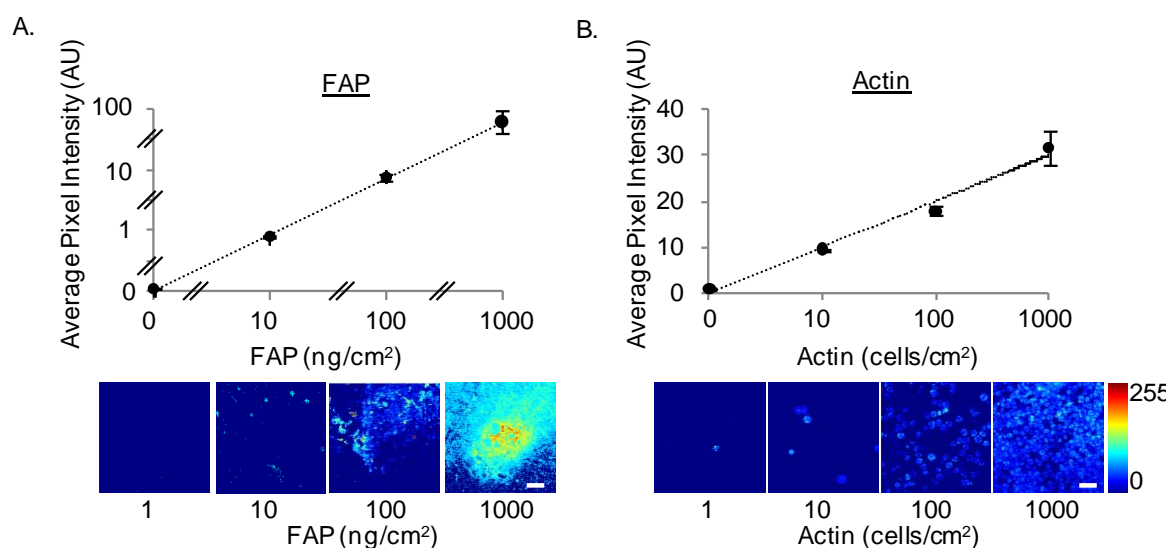 A.
FAP
Average Pixel Intensity (AU)
100
10
1
0
0 10 100 1000
FAP (ng/cm²)
1 10 100 1000
FAP (ng/cm²)
B.
Actin
Average Pixel Intensity (AU)
40
30
20
10
0
0 10 100 1000
Actin (cells/cm²)
255
0
1 10 100 1000
Actin (cells/cm²)